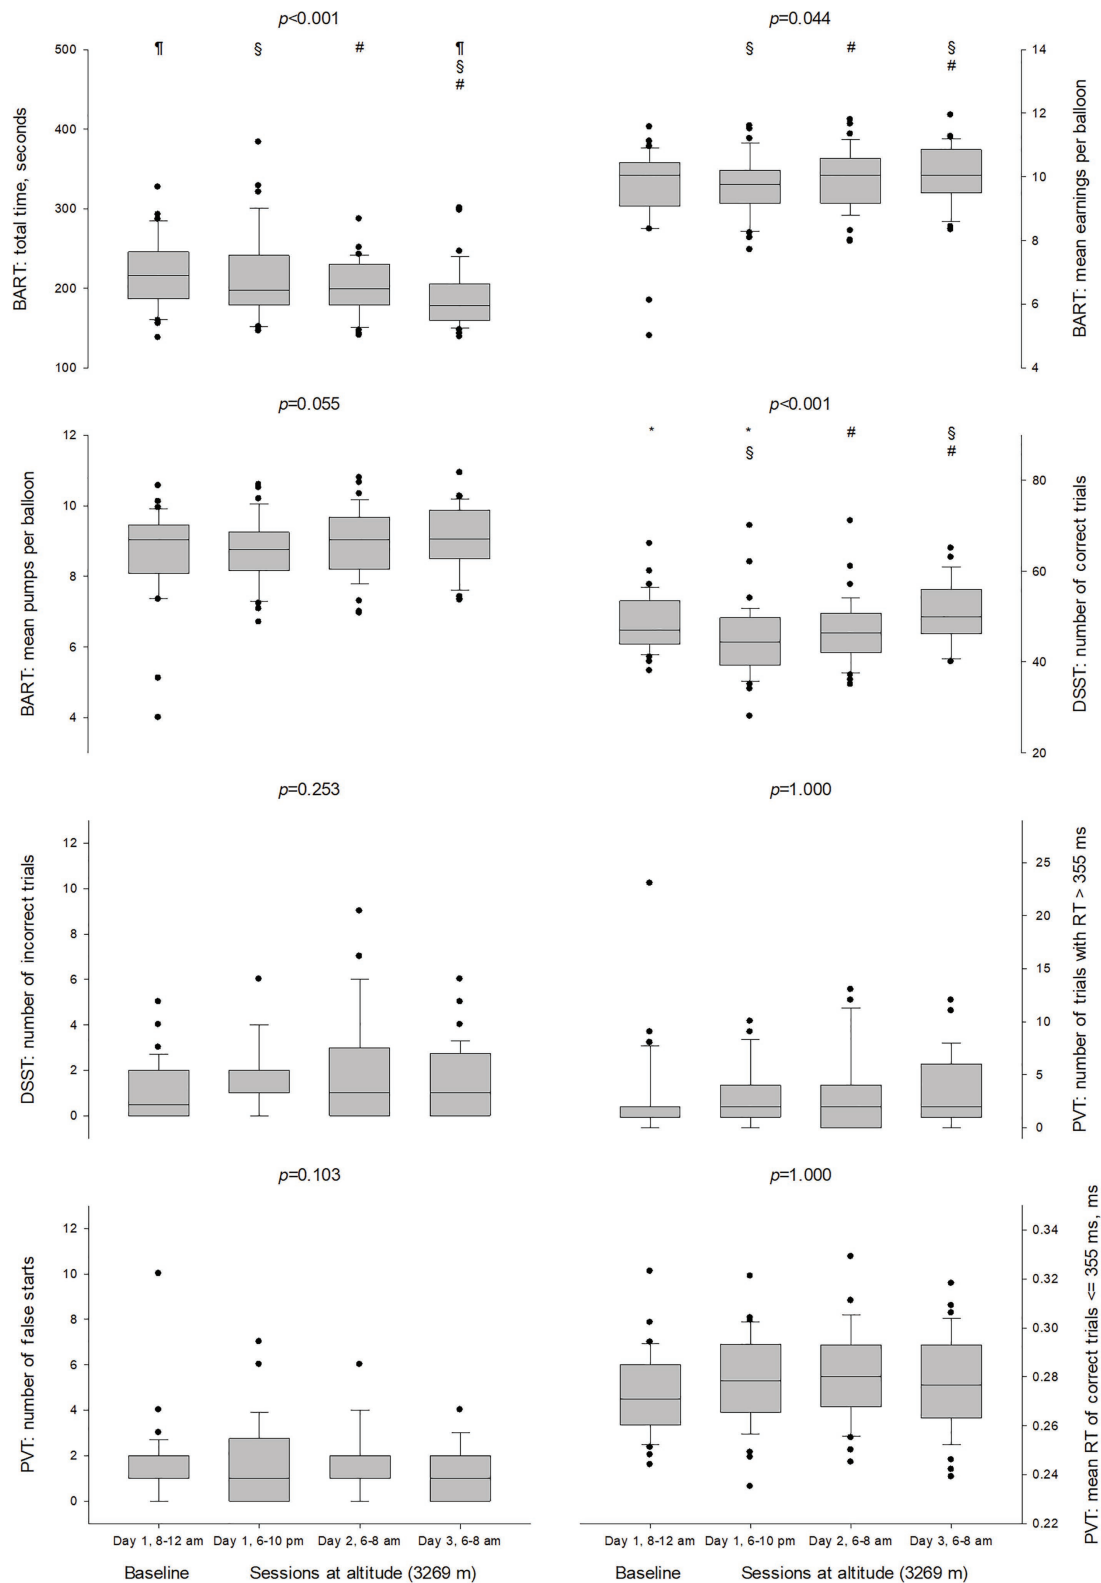 p<0.001
p=0.044
¶ § # ¶
§
#
§ # §
#
BART: total time, seconds
500
400
300
200
100
BART: mean earnings per balloon
14
12
10
8
6
4
p=0.055
p<0.001
* * # §
§ #
BART: mean pumps per balloon
12
10
8
6
4
DSST: number of correct trials
80
60
40
20
p=0.253
p=1.000
DSST: number of incorrect trials
12
10
8
6
4
2
0
PVT: number of trials with RT > 355 ms
25
20
15
10
5
0
p=0.103
p=1.000
PVT: number of false starts
12
10
8
6
4
2
0
PVT: mean RT of correct trials <= 355 ms, ms
0.34
0.32
0.30
0.28
0.26
0.24
0.22
Day 1, 8-12 am Day 1, 6-10 pm Day 2, 6-8 am Day 3, 6-8 am
Baseline Sessions at altitude (3269 m)
Day 1, 8-12 am Day 1, 6-10 pm Day 2, 6-8 am Day 3, 6-8 am
Baseline Sessions at altitude (3269 m)